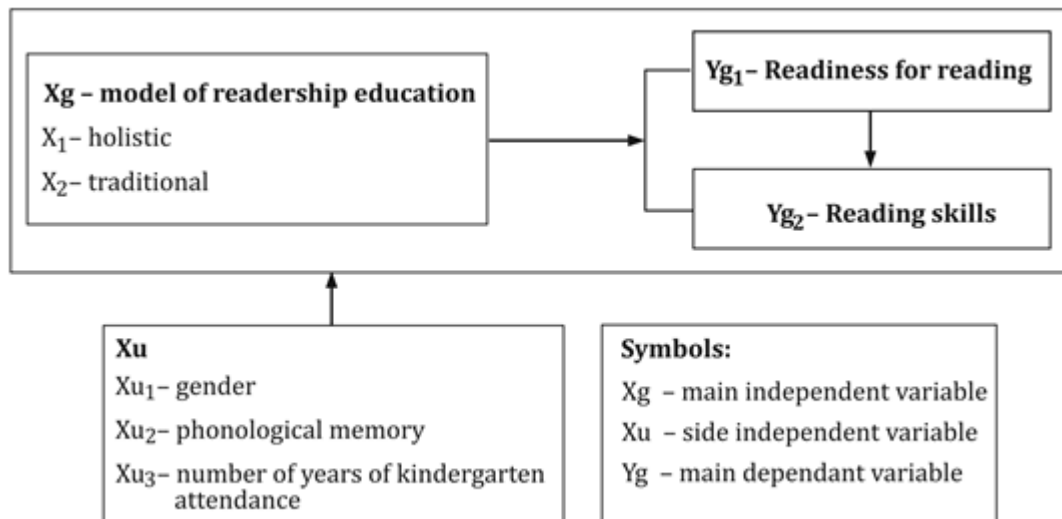 Xg – model of readership education
X1– holistic
X2– traditional
Yg1– Readiness for reading
Yg2– Reading skills
Xu
Xu1– gender
Xu2– phonological memory
Xu3– number of years of kindergarten
attendance
Symbols:
Xg – main independent variable
Xu – side independent variable
Yg – main dependant variable